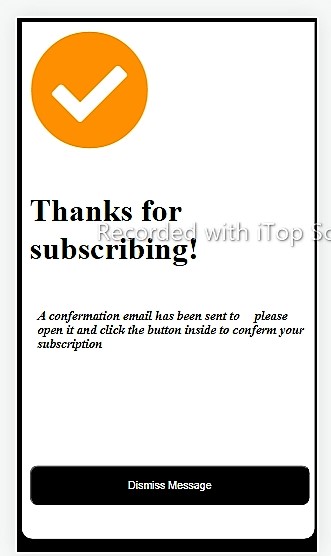 Thanks for
subscribing!
Recorded with iTop Sc
A confermation email has been sent to please
open it and click the button inside to conferm your
subscription
Dismiss Message